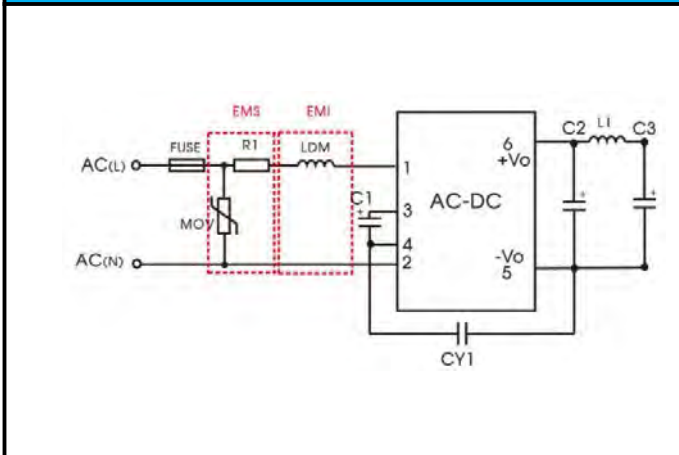 EMS EMI
FUSE R1 LDM
AC(L)
MOV
AC(N)
C1
1
3
4
2
AC-DC
6
+Vo
-Vo
5
C2 L1 C3
CY1